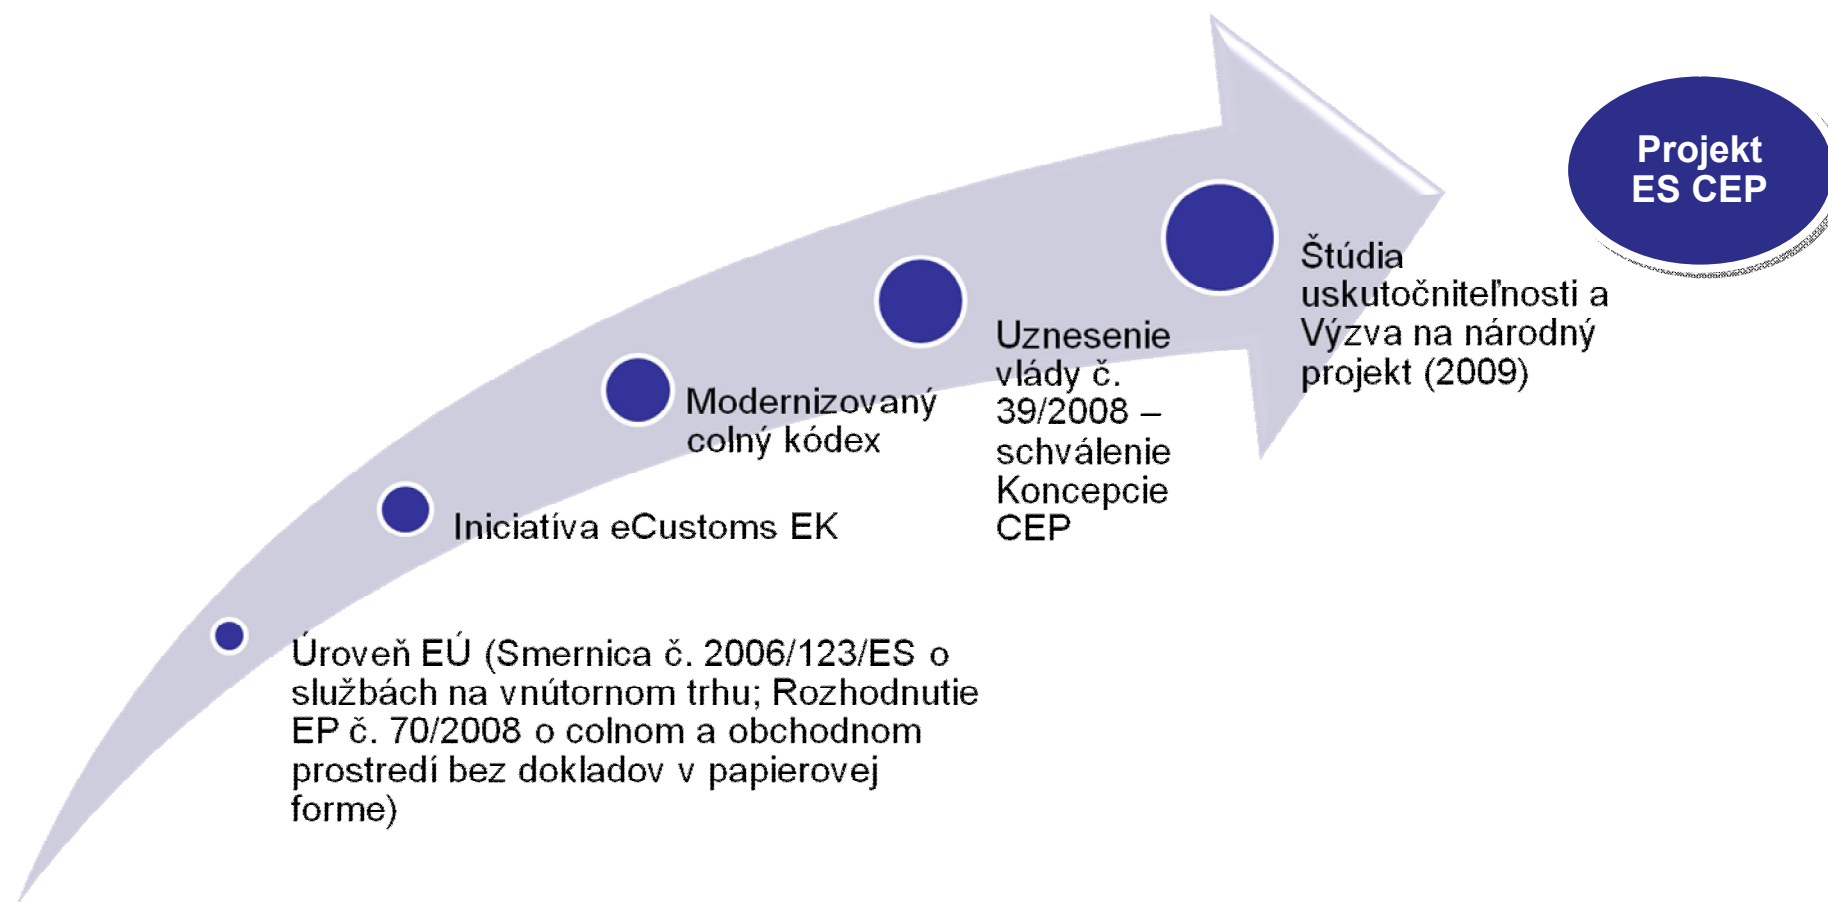 Projekt
ES CEP
Štúdia
uskutočniteľnosti a
Výzva na národný
projekt (2009)
Uznesenie
vlády č.
39/2008 –
schválenie
Koncepcie
CEP
Modernizovaný
colný kódex
Iniciatíva eCustoms EK
Úroveň EÚ (Smernica č. 2006/123/ES o
službách na vnútornom trhu; Rozhodnutie
EP č. 70/2008 o colnom a obchodnom
prostredí bez dokladov v papierovej
forme)